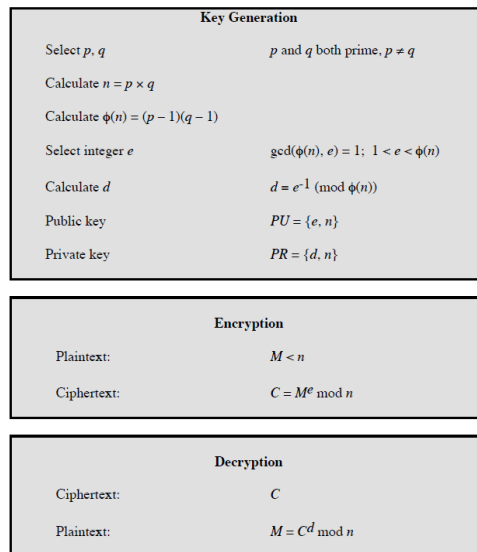 Key Generation
Select p, q p and q both prime, p ≠ q
Calculate n = p × q
Calculate ϕ(n) = (p – 1)(q – 1)
Select integer e gcd(ϕ(n), e) = 1; 1 < e < ϕ(n)
Calculate d d = e⁻¹ (mod ϕ(n))
Public key PU = {e, n}
Private key PR = {d, n}
Encryption
Plaintext: M < n
Ciphertext: C = Mᵉ mod n
Decryption
Ciphertext: C
Plaintext: M = Cᵈ mod n